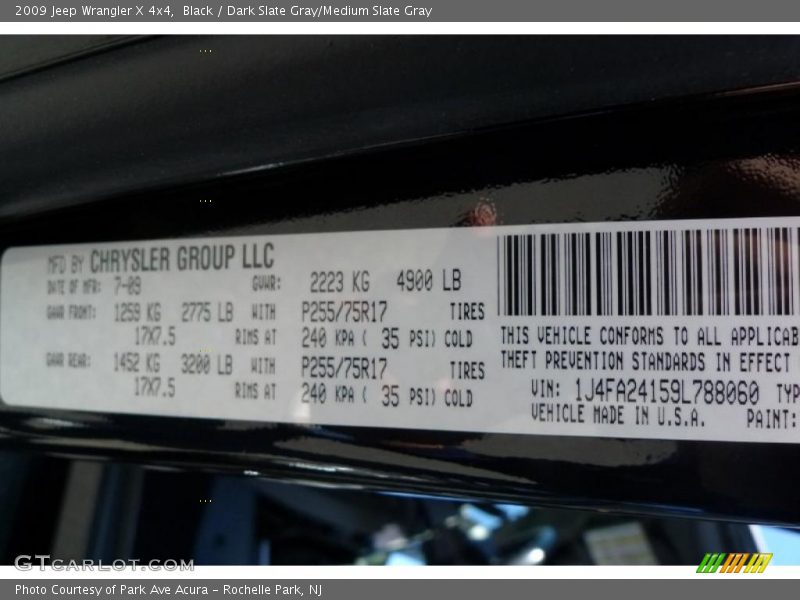 2009 Jeep Wrangler X 4x4,  Black / Dark Slate Gray/Medium Slate Gray
MFD BY CHRYSLER GROUP LLC
DATE OF MFR: 7-09 GVWR: 2223 KG 4900 LB
GAWR FRONT: 1259 KG 2775 LB WITH P255/75R17 TIRES
17X7.5 RIMS AT 240 KPA ( 35 PSI) COLD
GAWR REAR: 1452 KG 3200 LB WITH P255/75R17 TIRES
17X7.5 RIMS AT 240 KPA ( 35 PSI) COLD
THIS VEHICLE CONFORMS TO ALL APPLICAB
THEFT PREVENTION STANDARDS IN EFFECT
VIN: 1J4FA24159L788060 TYP
VEHICLE MADE IN U.S.A. PAINT:
GTCARLOT.COM
Photo Courtesy of Park Ave Acura - Rochelle Park, NJ